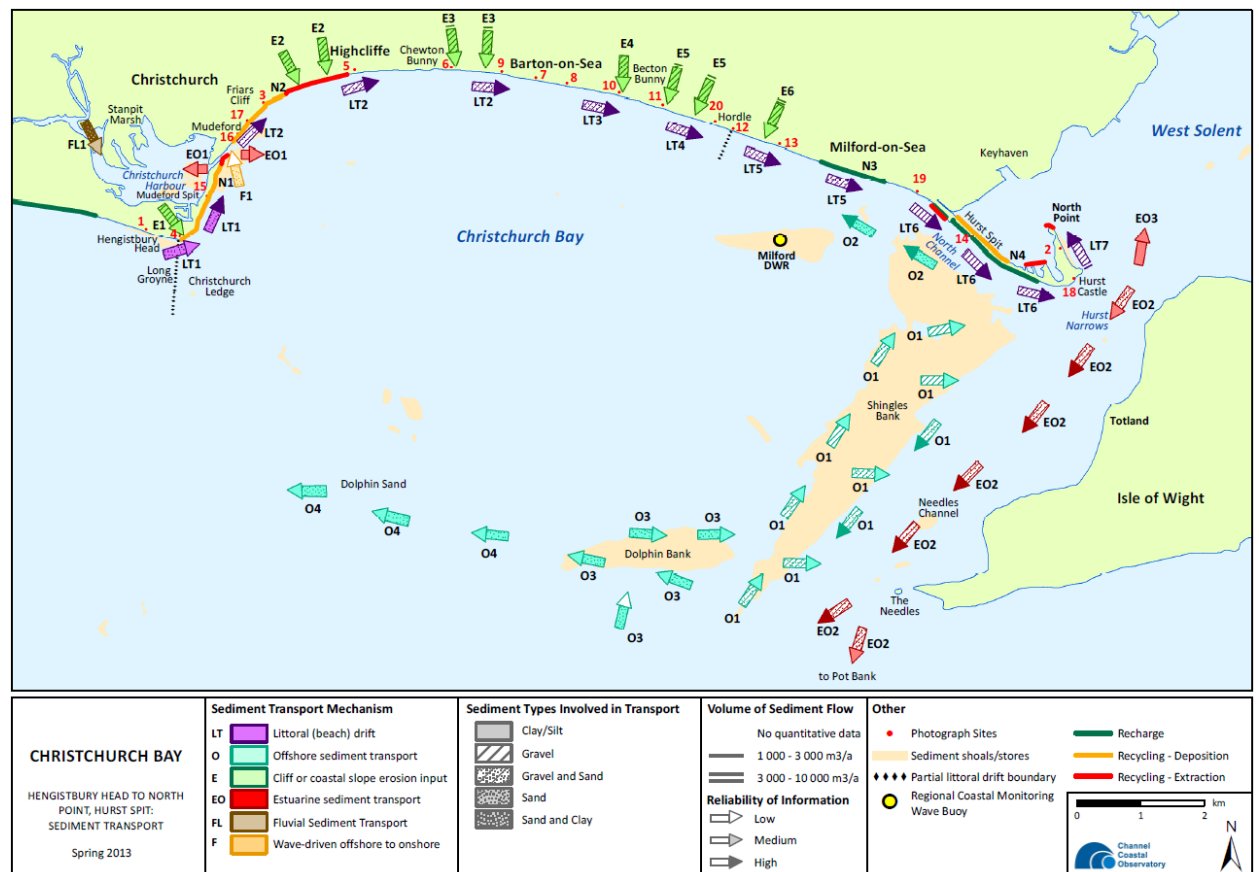 E2
E2
Highcliffe
5
E3
E3
Chewton
Bunny
6
9
Barton-on-Sea
7
8
E4
Becton
Bunny
10
E5
E5
11
20
Hordle
12
E6
13
Christchurch
Friars
Cliff
3
N2
Stanpit
Marsh
17
Mudeford
16
LT2
LT2
LT2
LT3
LT4
LT5
Milford-on-Sea
N3
LT5
Keyhaven
West Solent
FL1
EO1
EO1
Christchurch
Harbour
Mudeford Spit
15
N1
F1
1
E1
4
LT1
Hengistbury
Head
LT1
Long
Groyne
Christchurch
Ledge
Christchurch Bay
Milford
DWR
O2
O2
19
LT6
North
Channel
14
Hurst Spit
LT6
N4
LT6
North
Point
2
LT7
EO3
18
Hurst
Castle
Hurst
Narrows
EO2
EO2
EO2
EO2
EO2
EO2
EO2
O1
O1
O1
Shingles
Bank
O1
O1
O1
O1
O1
O1
O1
Totland
Isle of Wight
Needles
Channel
The
Needles
to Pot Bank
Dolphin Sand
O4
O4
O4
O3
O3
Dolphin Bank
O3
O3
O3
CHRISTCHURCH BAY
HENGISTBURY HEAD TO NORTH
POINT, HURST SPIT:
SEDIMENT TRANSPORT
Spring 2013
Sediment Transport Mechanism
LT Littoral (beach) drift
O Offshore sediment transport
E Cliff or coastal slope erosion input
EO Estuarine sediment transport
FL Fluvial Sediment Transport
F Wave-driven offshore to onshore
Sediment Types Involved in Transport
Clay/Silt
Gravel
Gravel and Sand
Sand
Sand and Clay
Volume of Sediment Flow
No quantitative data
1 000 - 3 000 m3/a
3 000 - 10 000 m3/a
Reliability of Information
Low
Medium
High
Other
Photograph Sites
Sediment shoals/stores
Partial littoral drift boundary
Regional Coastal Monitoring
Wave Buoy
Recharge
Recycling - Deposition
Recycling - Extraction
km
0 1 2
N
Channel
Coastal
Observatory